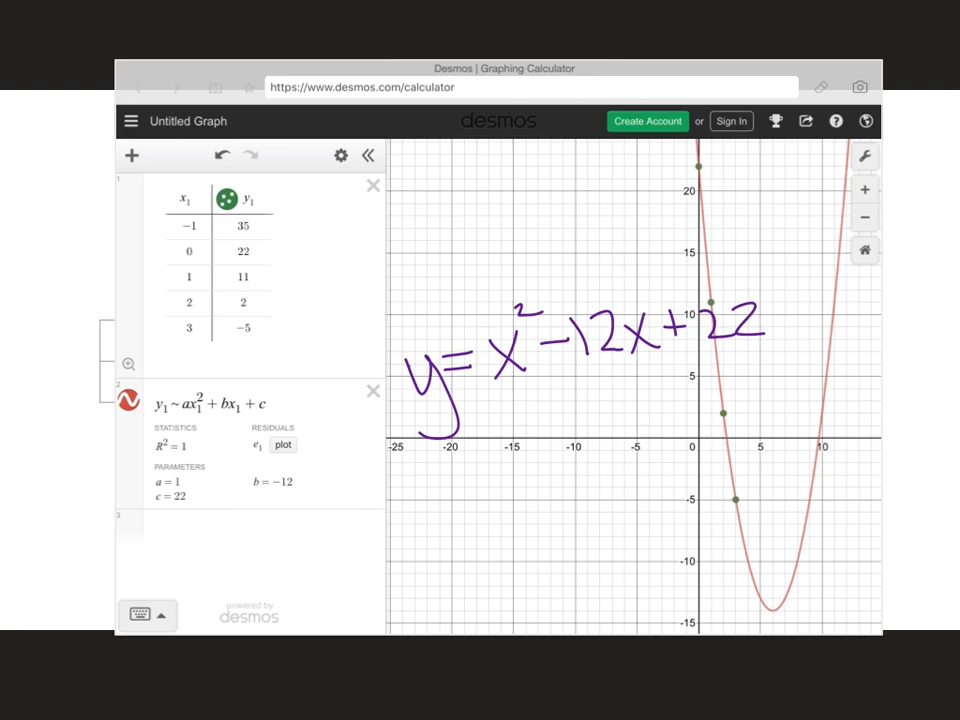 Desmos | Graphing Calculator
https://www.desmos.com/calculator
Untitled Graph
desmos
Create Account or Sign In
1
x₁ y₁
−1 35
0 22
1 11
2 2
3 −5
2
y₁ ~ ax₁² + bx₁ + c
STATISTICS RESIDUALS
R² = 1 e₁ plot
PARAMETERS
a = 1 b = −12
c = 22
3
powered by
desmos
y = x² − 12x + 22
20
15
10
5
-25 -20 -15 -10 -5 0 5 10
-5
-10
-15